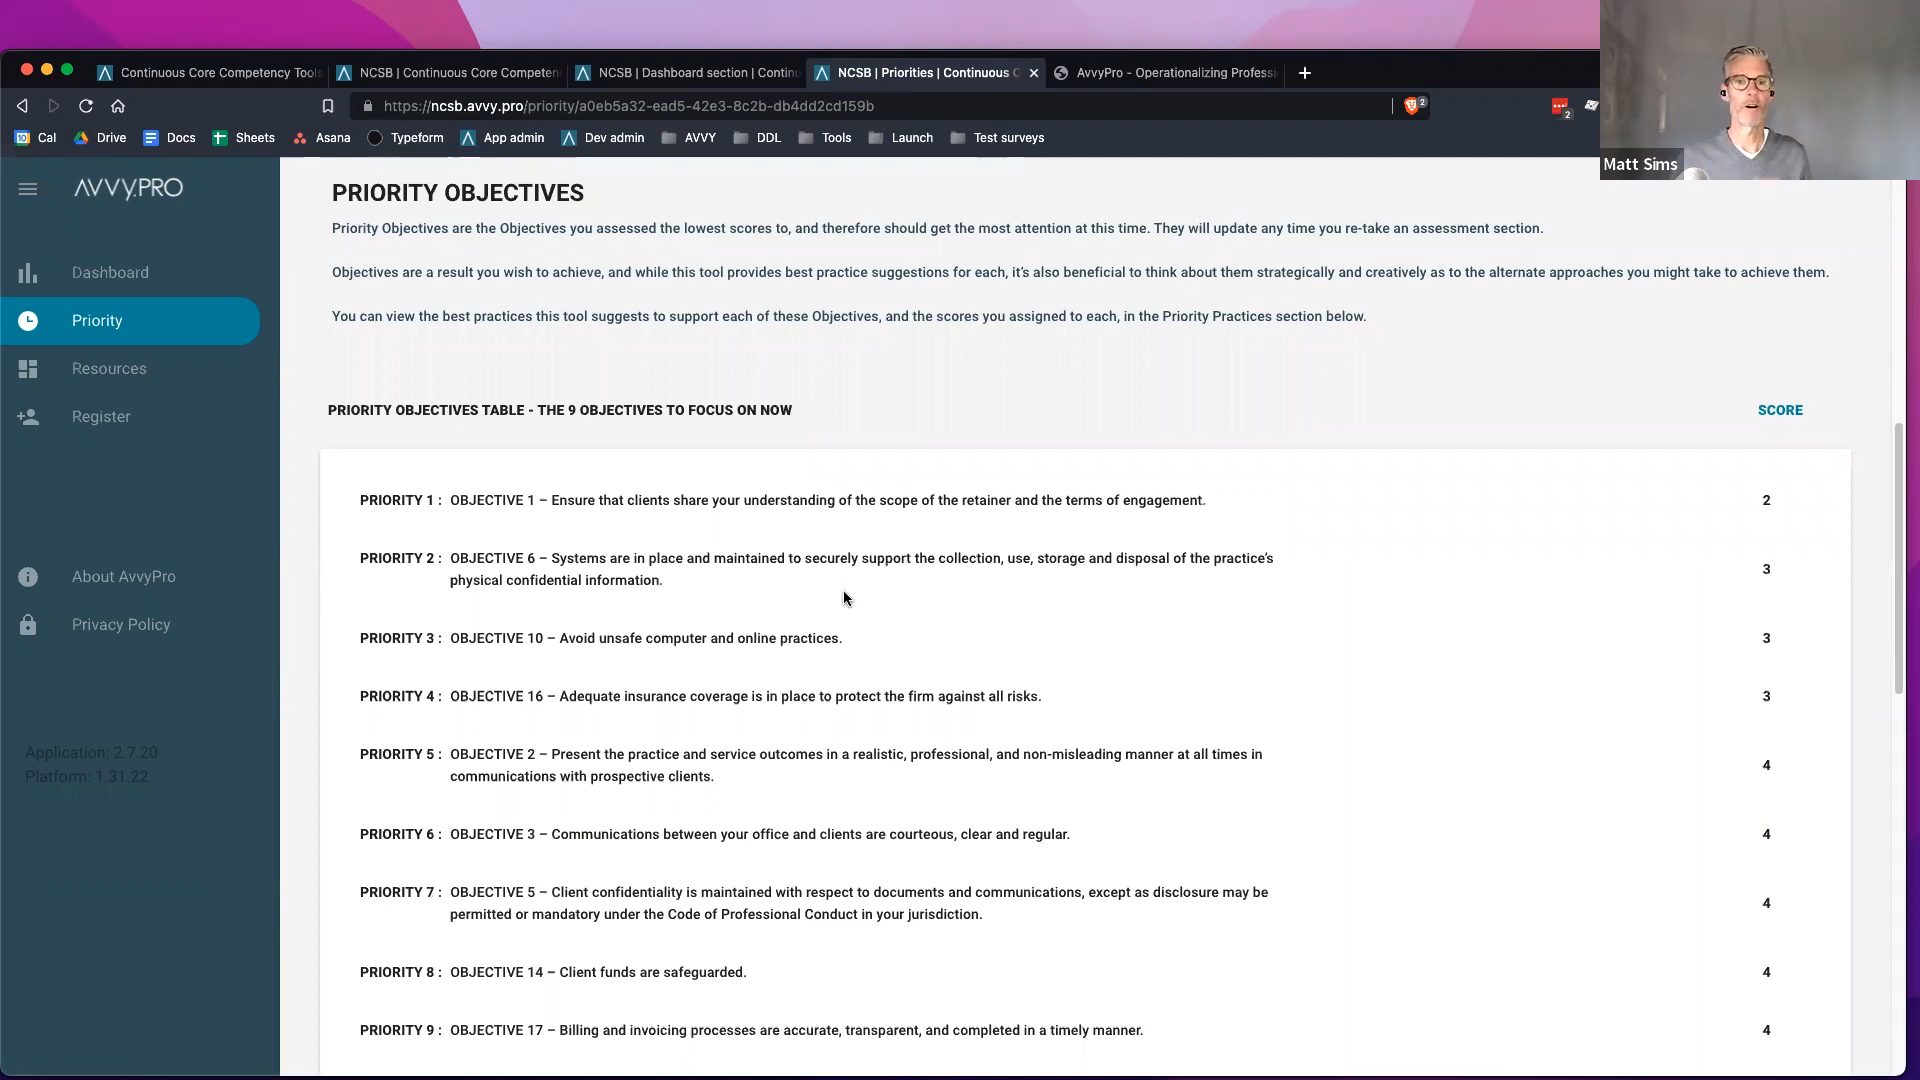 Continuous Core Competency Tools
NCSB | Continuous Core Competen
NCSB | Dashboard section | Contin
NCSB | Priorities | Continuous C
AvvyPro - Operationalizing Profess
https://ncsb.avvy.pro/priority/a0eb5a32-ead5-42e3-8c2b-db4dd2cd159b
2
2
Cal
Drive
Docs
Sheets
Asana
Typeform
App admin
Dev admin
AVVY
DDL
Tools
Launch
Test surveys
Matt Sims
AVVY.PRO
Dashboard
Priority
Resources
Register
About AvvyPro
Privacy Policy
Application: 2.7.20
Platform: 1.31.22
PRIORITY OBJECTIVES
Priority Objectives are the Objectives you assessed the lowest scores to, and therefore should get the most attention at this time. They will update any time you re-take an assessment section.
Objectives are a result you wish to achieve, and while this tool provides best practice suggestions for each, it's also beneficial to think about them strategically and creatively as to the alternate approaches you might take to achieve them.
You can view the best practices this tool suggests to support each of these Objectives, and the scores you assigned to each, in the Priority Practices section below.
PRIORITY OBJECTIVES TABLE - THE 9 OBJECTIVES TO FOCUS ON NOW
SCORE
PRIORITY 1 : OBJECTIVE 1 – Ensure that clients share your understanding of the scope of the retainer and the terms of engagement.
2
PRIORITY 2 : OBJECTIVE 6 – Systems are in place and maintained to securely support the collection, use, storage and disposal of the practice's
physical confidential information.
3
PRIORITY 3 : OBJECTIVE 10 – Avoid unsafe computer and online practices.
3
PRIORITY 4 : OBJECTIVE 16 – Adequate insurance coverage is in place to protect the firm against all risks.
3
PRIORITY 5 : OBJECTIVE 2 – Present the practice and service outcomes in a realistic, professional, and non-misleading manner at all times in
communications with prospective clients.
4
PRIORITY 6 : OBJECTIVE 3 – Communications between your office and clients are courteous, clear and regular.
4
PRIORITY 7 : OBJECTIVE 5 – Client confidentiality is maintained with respect to documents and communications, except as disclosure may be
permitted or mandatory under the Code of Professional Conduct in your jurisdiction.
4
PRIORITY 8 : OBJECTIVE 14 – Client funds are safeguarded.
4
PRIORITY 9 : OBJECTIVE 17 – Billing and invoicing processes are accurate, transparent, and completed in a timely manner.
4